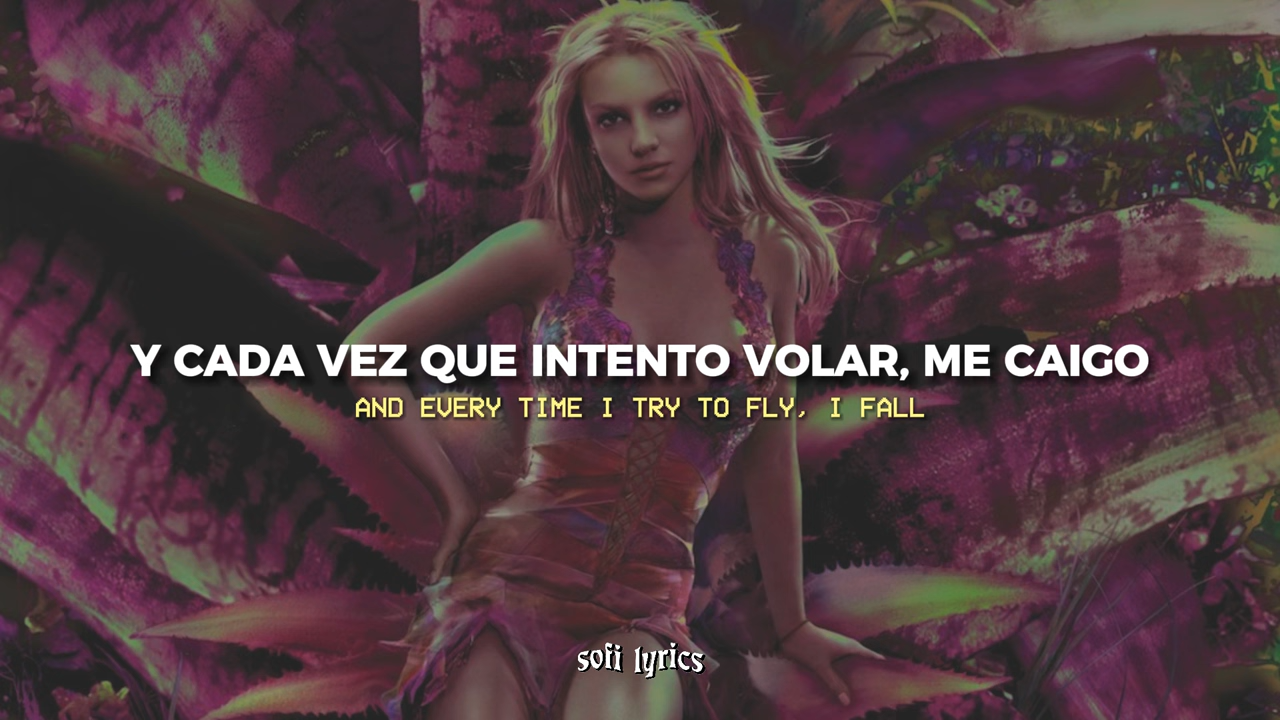 Y CADA VEZ QUE INTENTO VOLAR, ME CAIGO
AND EVERY TIME I TRY TO FLY, I FALL
sofi lyrics